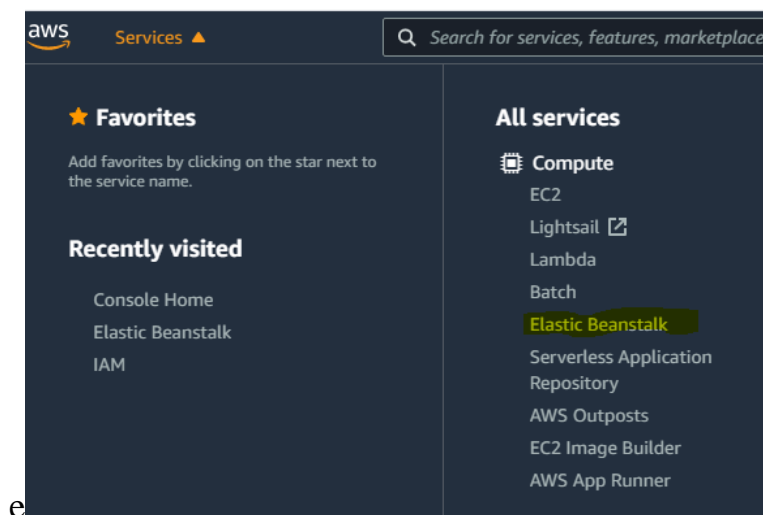 aws
Services ▲
Search for services, features, marketplace
Favorites
Add favorites by clicking on the star next to
the service name.
Recently visited
Console Home
Elastic Beanstalk
IAM
All services
Compute
EC2
Lightsail
Lambda
Batch
Elastic Beanstalk
Serverless Application
Repository
AWS Outposts
EC2 Image Builder
AWS App Runner
e